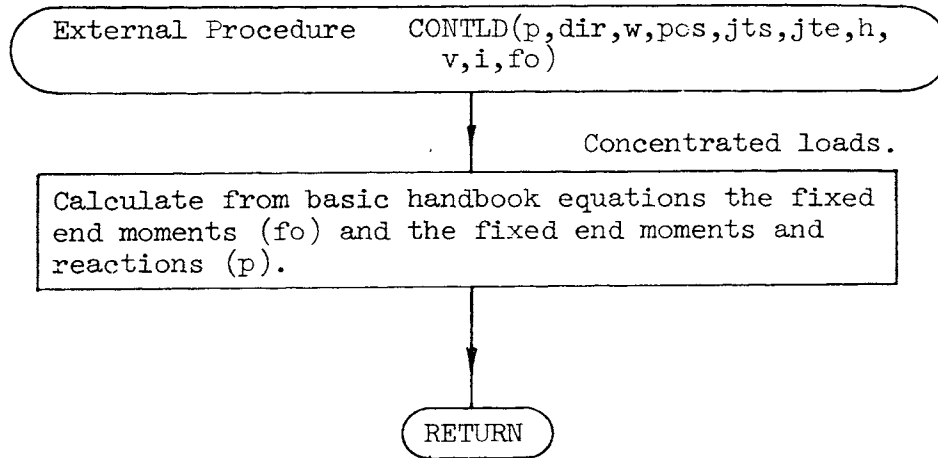 External Procedure CONTLD(p,dir,w,pos,jts,jte,h,
v,i,fo)
Concentrated loads.
Calculate from basic handbook equations the fixed
end moments (fo) and the fixed end moments and
reactions (p).
RETURN